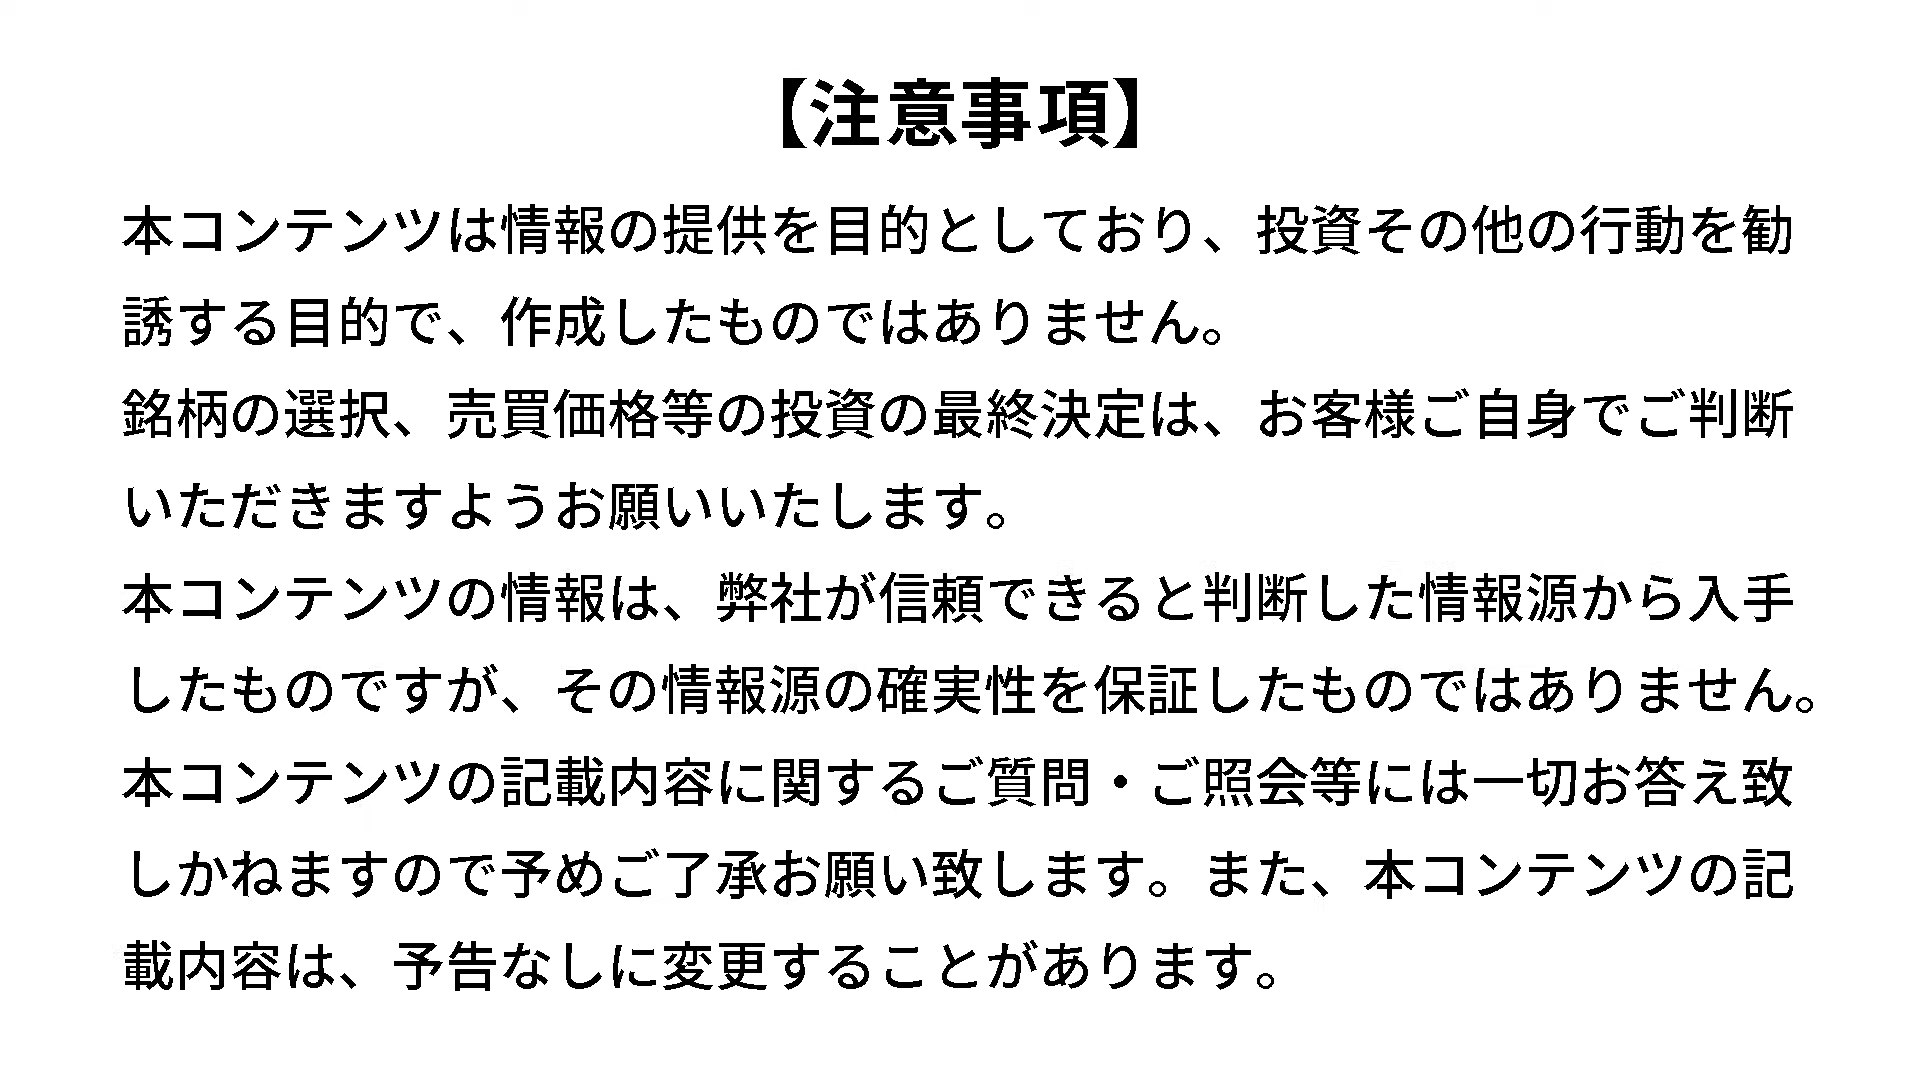 【注意事項】
本コンテンツは情報の提供を目的としており、投資その他の行動を勧
誘する目的で、作成したものではありません。
銘柄の選択、売買価格等の投資の最終決定は、お客様ご自身でご判断
いただきますようお願いいたします。
本コンテンツの情報は、弊社が信頼できると判断した情報源から入手
したものですが、その情報源の確実性を保証したものではありません。
本コンテンツの記載内容に関するご質問・ご照会等には一切お答え致
しかねますので予めご了承お願い致します。また、本コンテンツの記
載内容は、予告なしに変更することがあります。